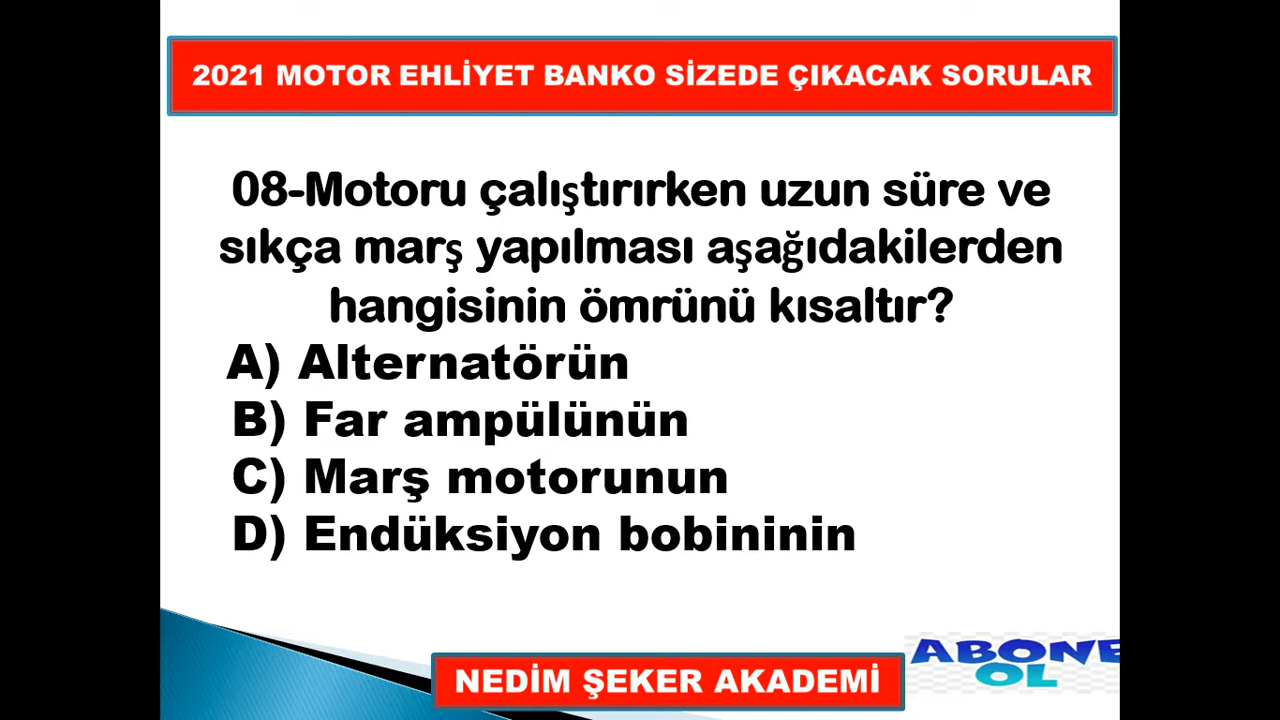 2021 MOTOR EHLİYET BANKO SİZEDE ÇIKACAK SORULAR
08-Motoru çalıştırırken uzun süre ve
sıkça marş yapılması aşağıdakilerden
hangisinin ömrünü kısaltır?
A) Alternatörün
B) Far ampülünün
C) Marş motorunun
D) Endüksiyon bobininin
NEDİM ŞEKER AKADEMİ
ABONE
OL